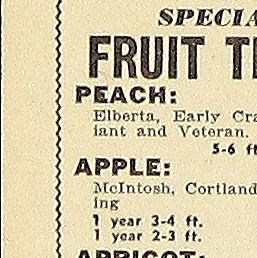 SPECIA
FRUIT T
PEACH:
Elberta, Early Cra
iant and Veteran.
5-6 ft
APPLE:
McIntosh, Cortland
ing
1 year 3-4 ft.
1 year 2-3 ft.
APRICOT: